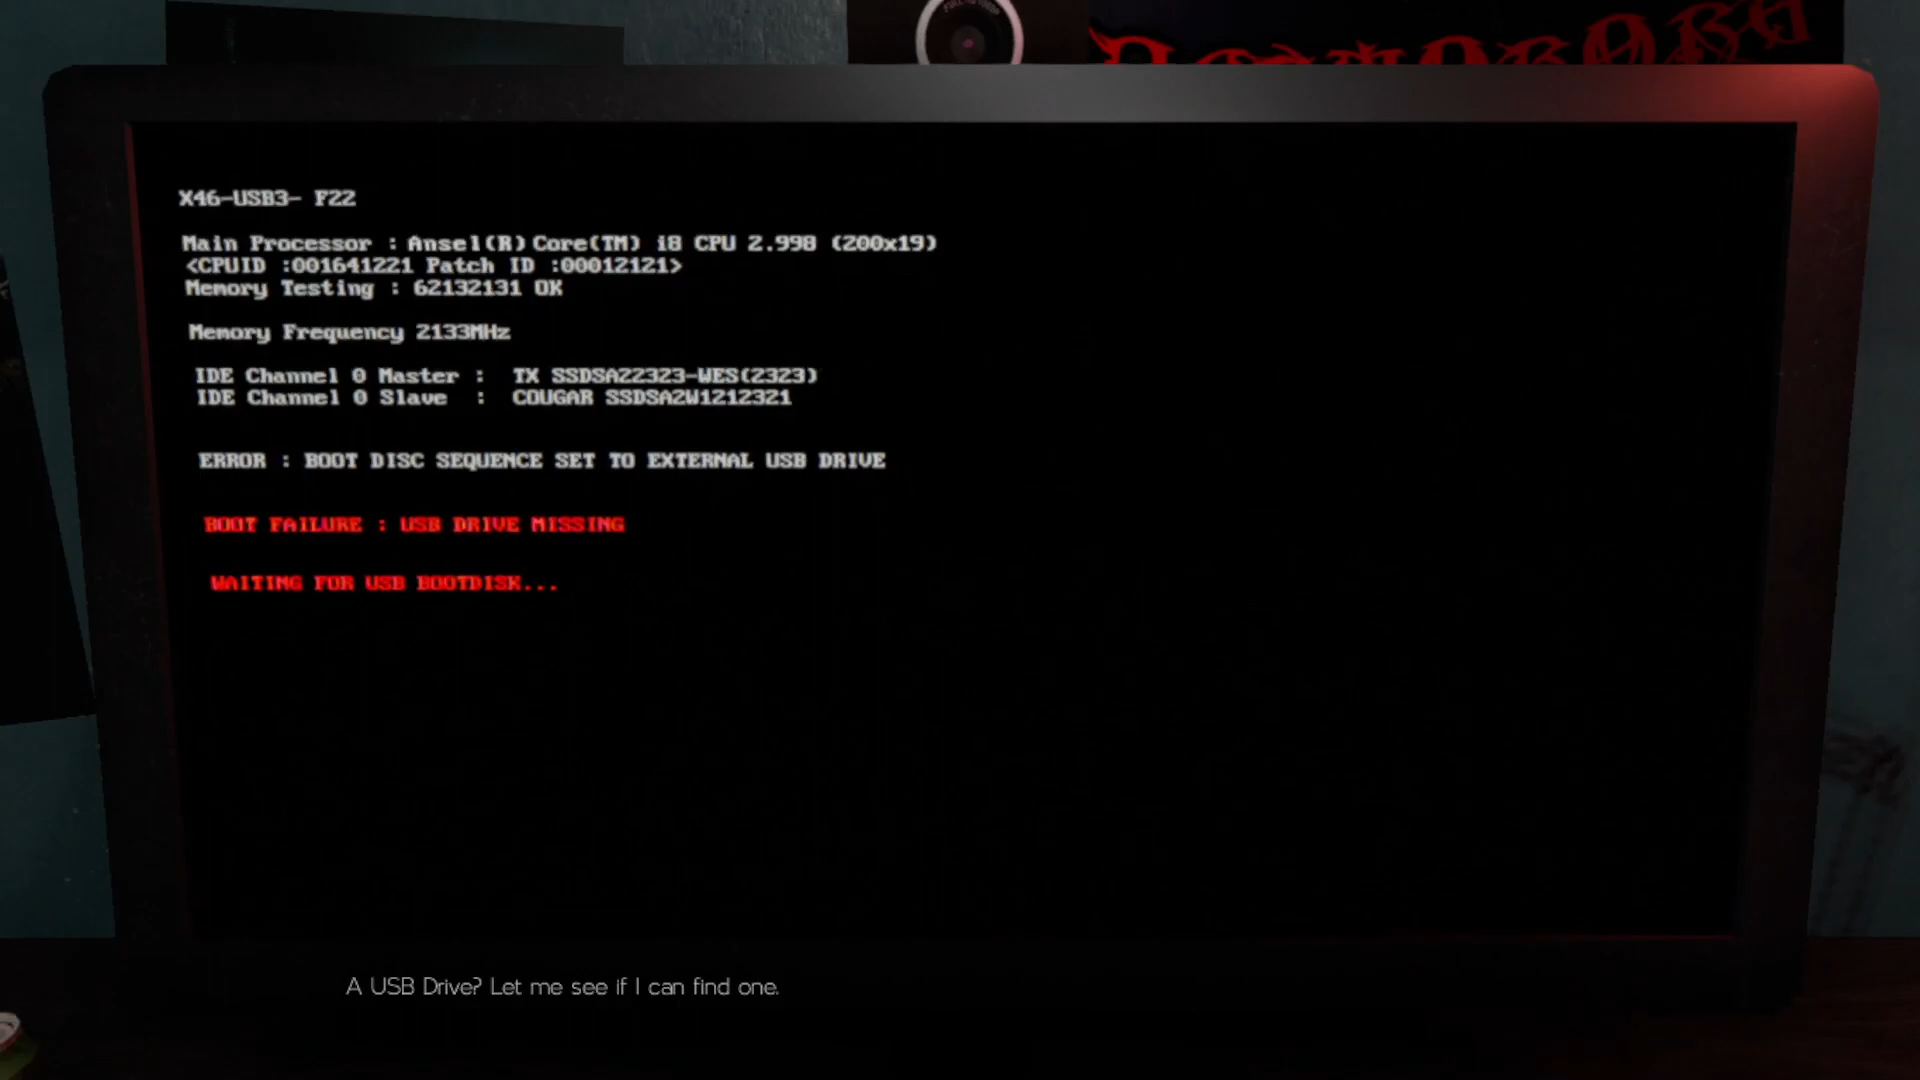 X46-USB3- F22
Main Processor : Ansel(R) Core(TM) i8 CPU 2.998 (200x19)
<CPUID :001641221 Patch ID :00012121>
Memory Testing : 62132131 OK
Memory Frequency 2133MHz
IDE Channel 0 Master : TX SSDSA22323-WES(2323)
IDE Channel 0 Slave : COUGAR SSDSA2W1212321
ERROR : BOOT DISC SEQUENCE SET TO EXTERNAL USB DRIVE
BOOT FAILURE : USB DRIVE MISSING
WAITING FOR USB BOOTDISK...
A USB Drive? Let me see if I can find one.